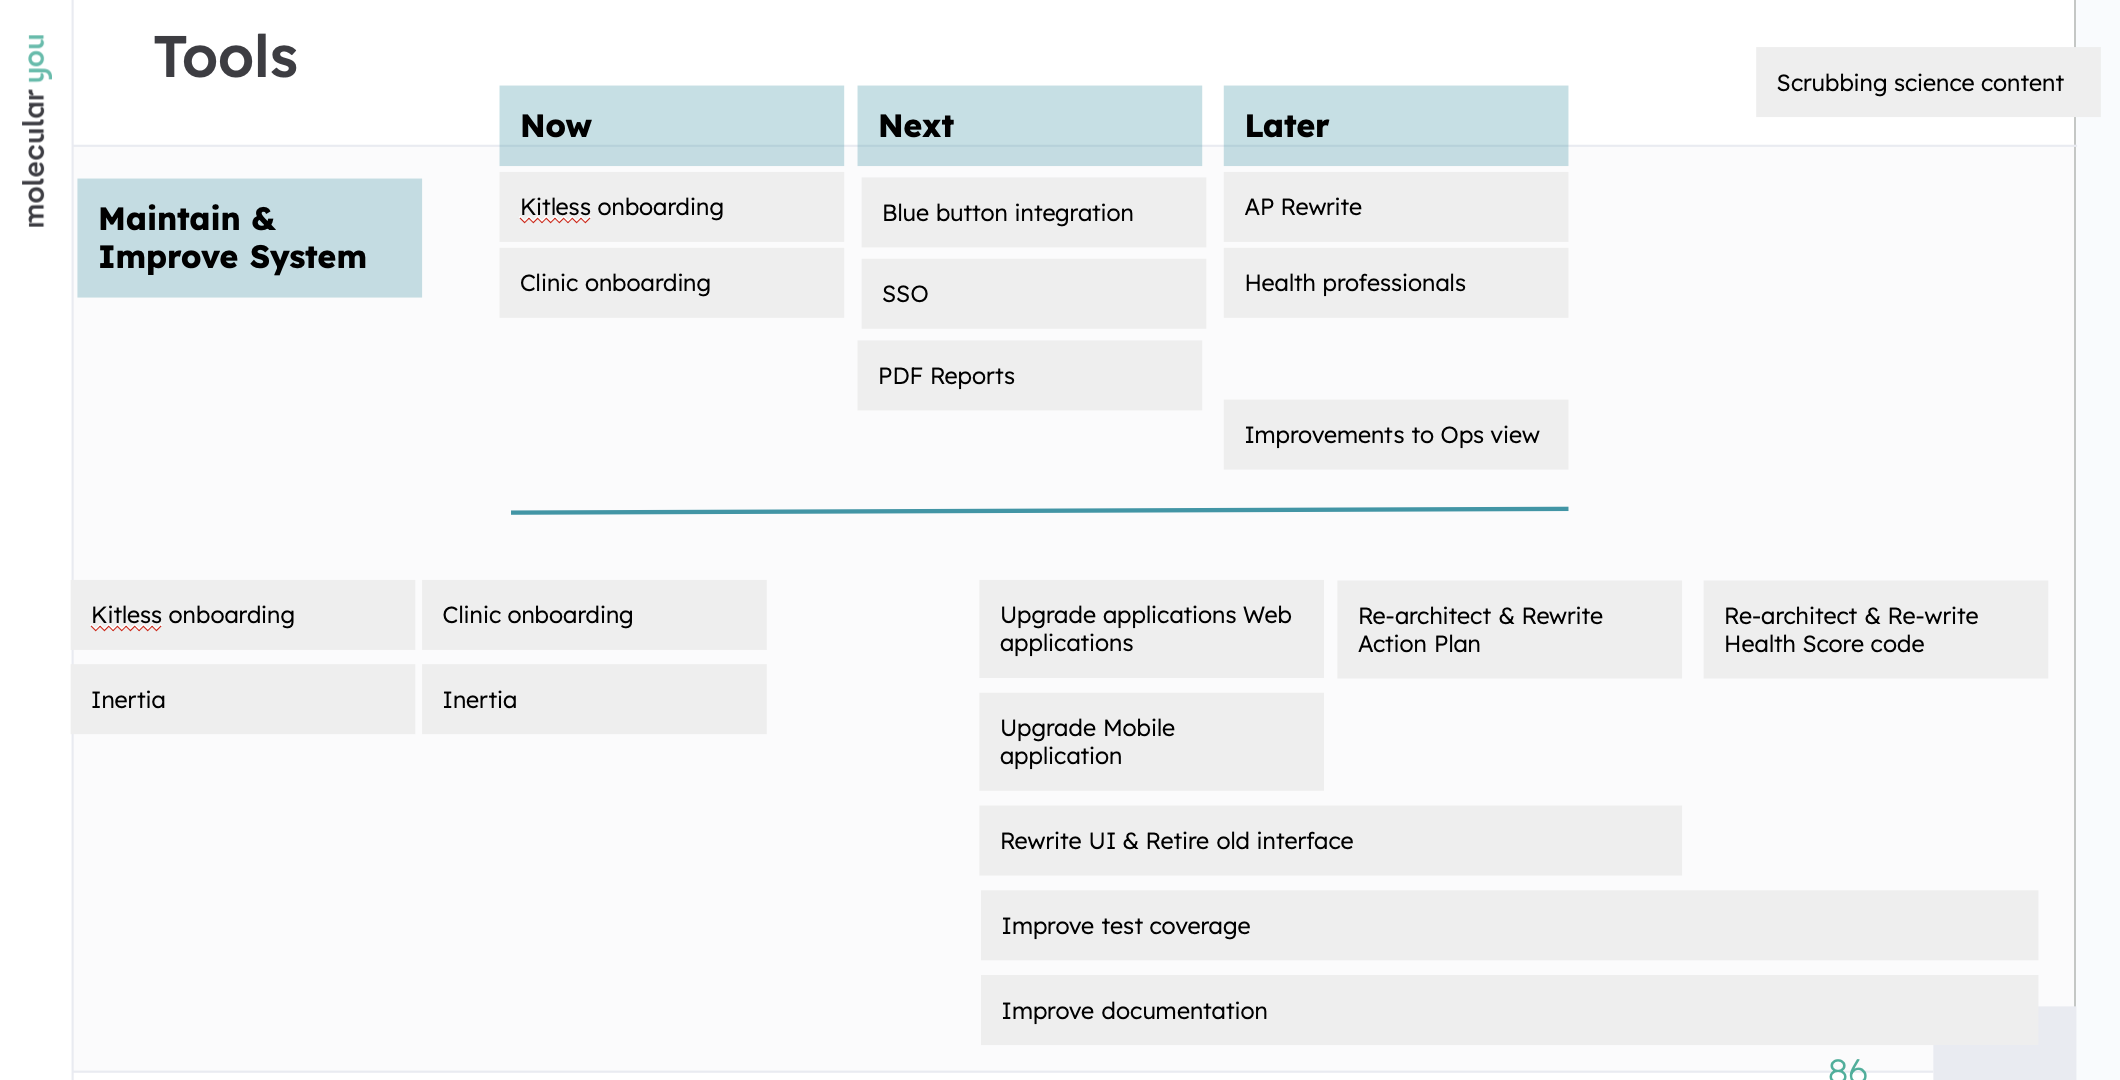 molecular you
Tools
Scrubbing science content
Now
Next
Later
Maintain &
Improve System
Kitless onboarding
Blue button integration
AP Rewrite
Clinic onboarding
SSO
Health professionals
PDF Reports
Improvements to Ops view
Kitless onboarding
Clinic onboarding
Upgrade applications Web
applications
Re-architect & Rewrite
Action Plan
Re-architect & Re-write
Health Score code
Inertia
Inertia
Upgrade Mobile
application
Rewrite UI & Retire old interface
Improve test coverage
Improve documentation
86